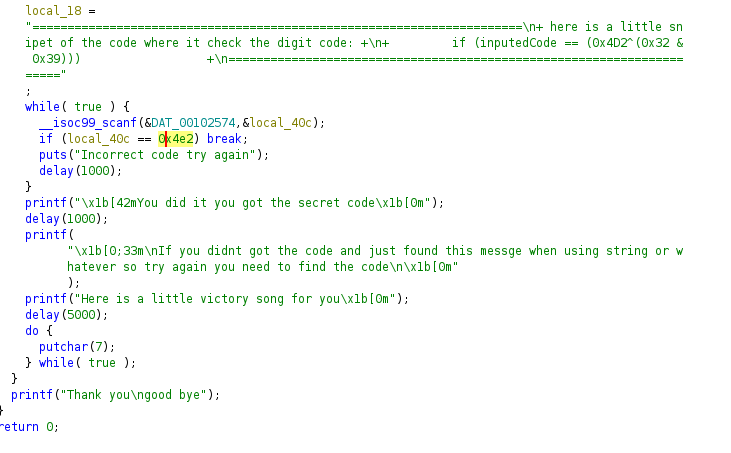 local_18 =
"======================================================================\n+ here is a little sn
ipet of the code where it check the digit code: +\n+         if (inputedCode == (0x4D2^(0x32 &
0x39)))                   +\n=====================================================================
====="
;
while( true ) {
__isoc99_scanf(&DAT_00102574,&local_40c);
if (local_40c == 0x4e2) break;
puts("Incorrect code try again");
delay(1000);
}
printf("\x1b[42mYou did it you got the secret code\x1b[0m");
delay(1000);
printf(
"\x1b[0;33m\nIf you didnt got the code and just found this messge when using string or w
hatever so try again you need to find the code\n\x1b[0m"
);
printf("Here is a little victory song for you\x1b[0m");
delay(5000);
do {
putchar(7);
} while( true );
}
printf("Thank you\ngood bye");
}
return 0;